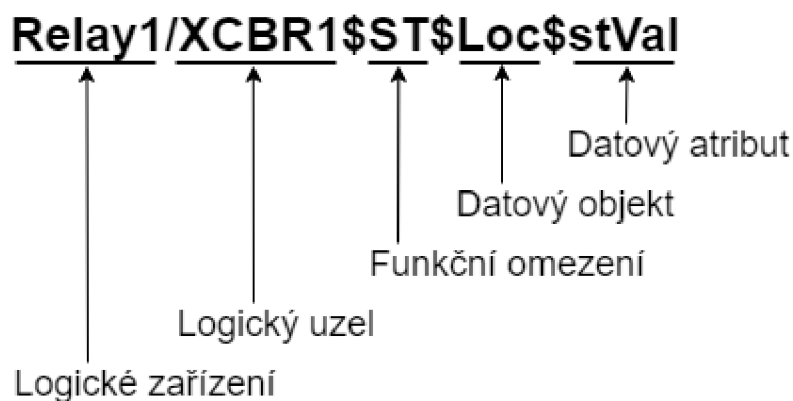 Relay1/XCBR1$ST$Loc$stVal
Datový atribut
Datový objekt
Funkční omezení
Logický uzel
Logické zařízení